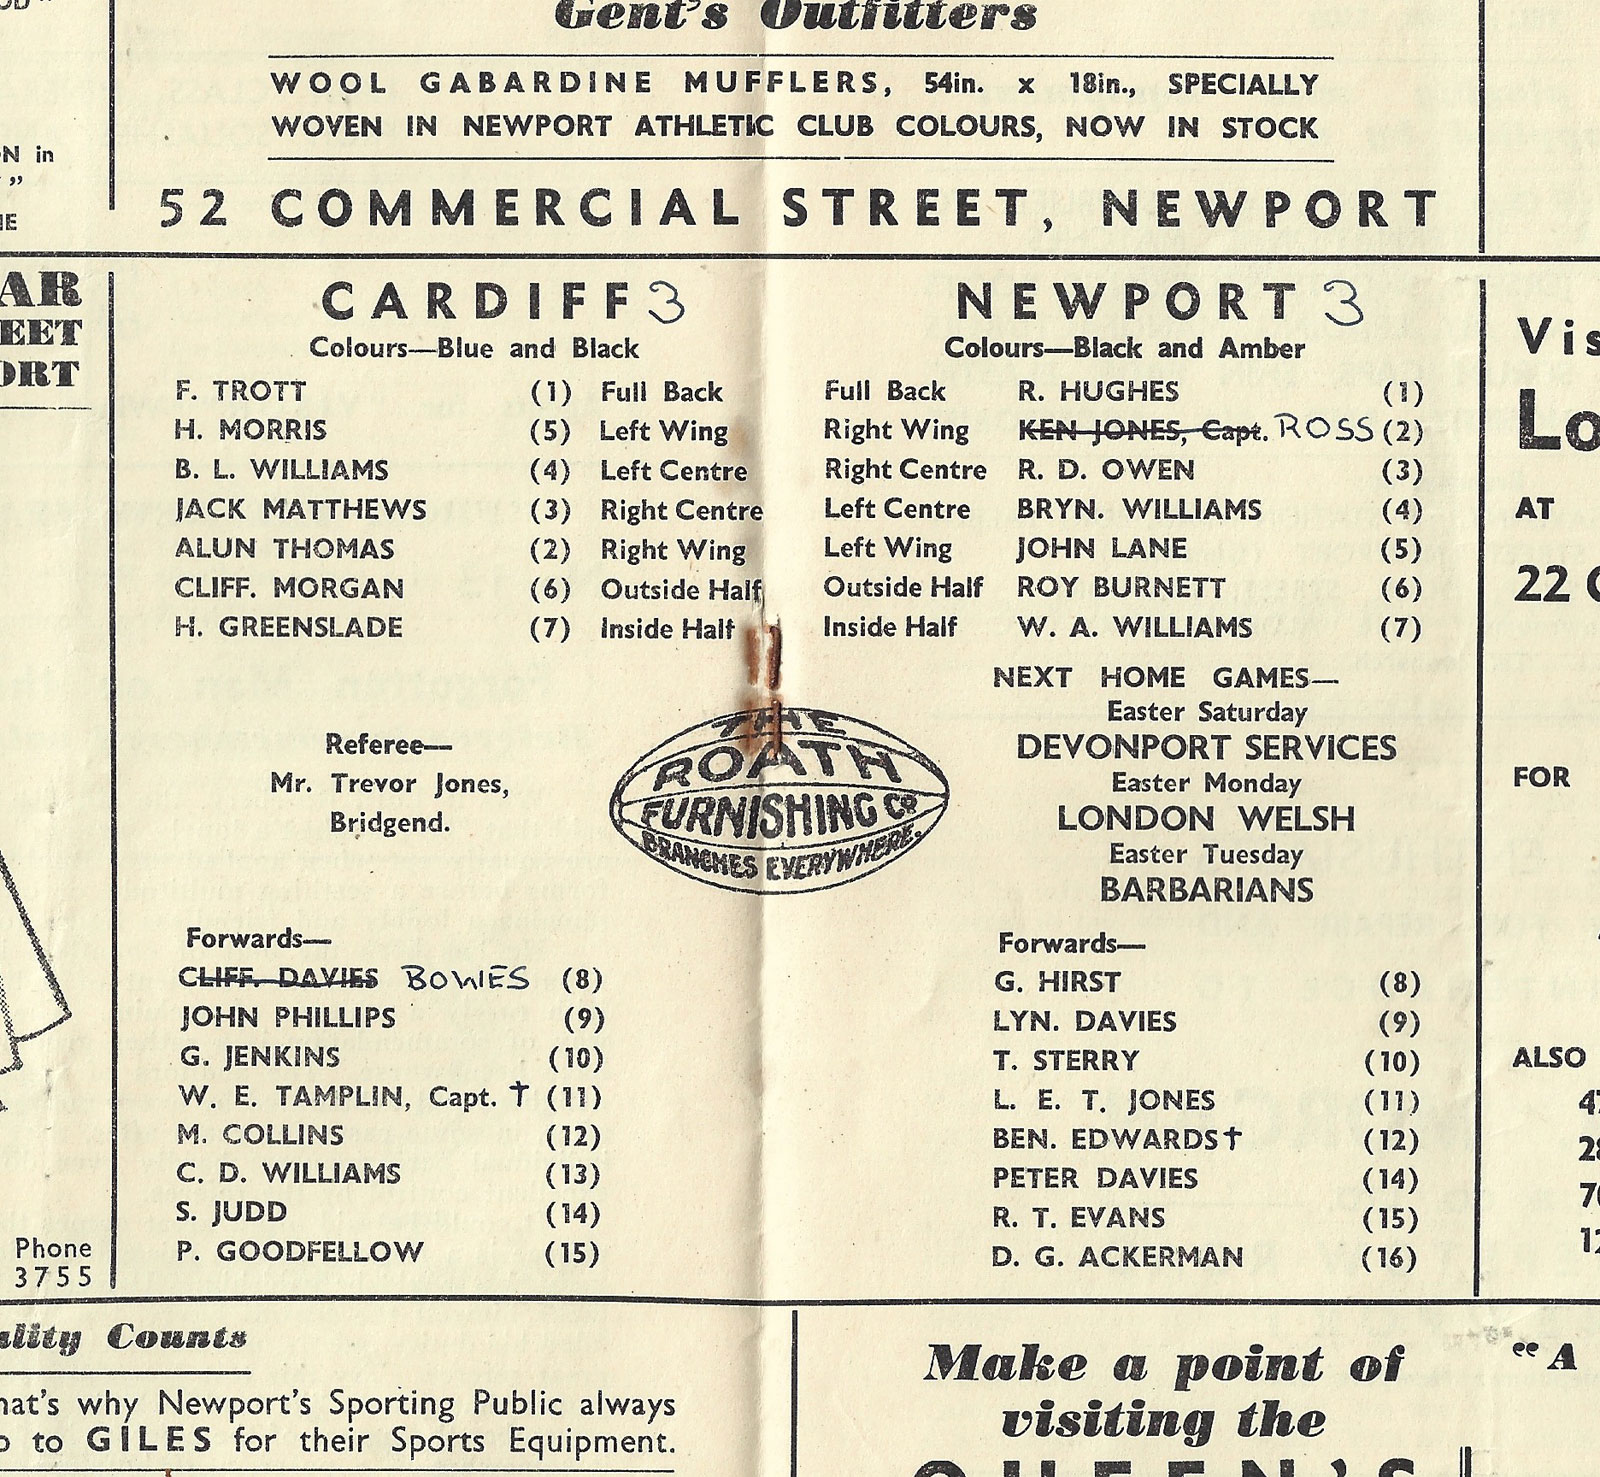 Gent's Outfitters
WOOL GABARDINE MUFFLERS, 54in. x 18in., SPECIALLY
WOVEN IN NEWPORT ATHLETIC CLUB COLOURS, NOW IN STOCK
52 COMMERCIAL STREET, NEWPORT
in
"
CARDIFF 3
Colours—Blue and Black
F. TROTT (1) Full Back
H. MORRIS (5) Left Wing
B. L. WILLIAMS (4) Left Centre
JACK MATTHEWS (3) Right Centre
ALUN THOMAS (2) Right Wing
CLIFF. MORGAN (6) Outside Half
H. GREENSLADE (7) Inside Half
Referee—
Mr. Trevor Jones,
Bridgend.
Forwards—
CLIFF. DAVIES BOWES (8)
JOHN PHILLIPS (9)
G. JENKINS (10)
W. E. TAMPLIN, Capt. † (11)
M. COLLINS (12)
C. D. WILLIAMS (13)
S. JUDD (14)
P. GOODFELLOW (15)
THE
ROATH
FURNISHING CO
BRANCHES EVERYWHERE.
NEWPORT 3
Colours—Black and Amber
Full Back R. HUGHES (1)
Right Wing KEN JONES, Capt. ROSS (2)
Right Centre R. D. OWEN (3)
Left Centre BRYN. WILLIAMS (4)
Left Wing JOHN LANE (5)
Outside Half ROY BURNETT (6)
Inside Half W. A. WILLIAMS (7)
NEXT HOME GAMES—
Easter Saturday
DEVONPORT SERVICES
Easter Monday
LONDON WELSH
Easter Tuesday
BARBARIANS
Forwards—
G. HIRST (8)
LYN. DAVIES (9)
T. STERRY (10)
L. E. T. JONES (11)
BEN. EDWARDS † (12)
PETER DAVIES (14)
R. T. EVANS (15)
D. G. ACKERMAN (16)
Vis
Lo
AT
22
FOR
ALSO
Phone
3755
Counts
why Newport's Sporting Public always
to GILES for their Sports Equipment.
Make a point of
visiting the
QUEEN'S
"A